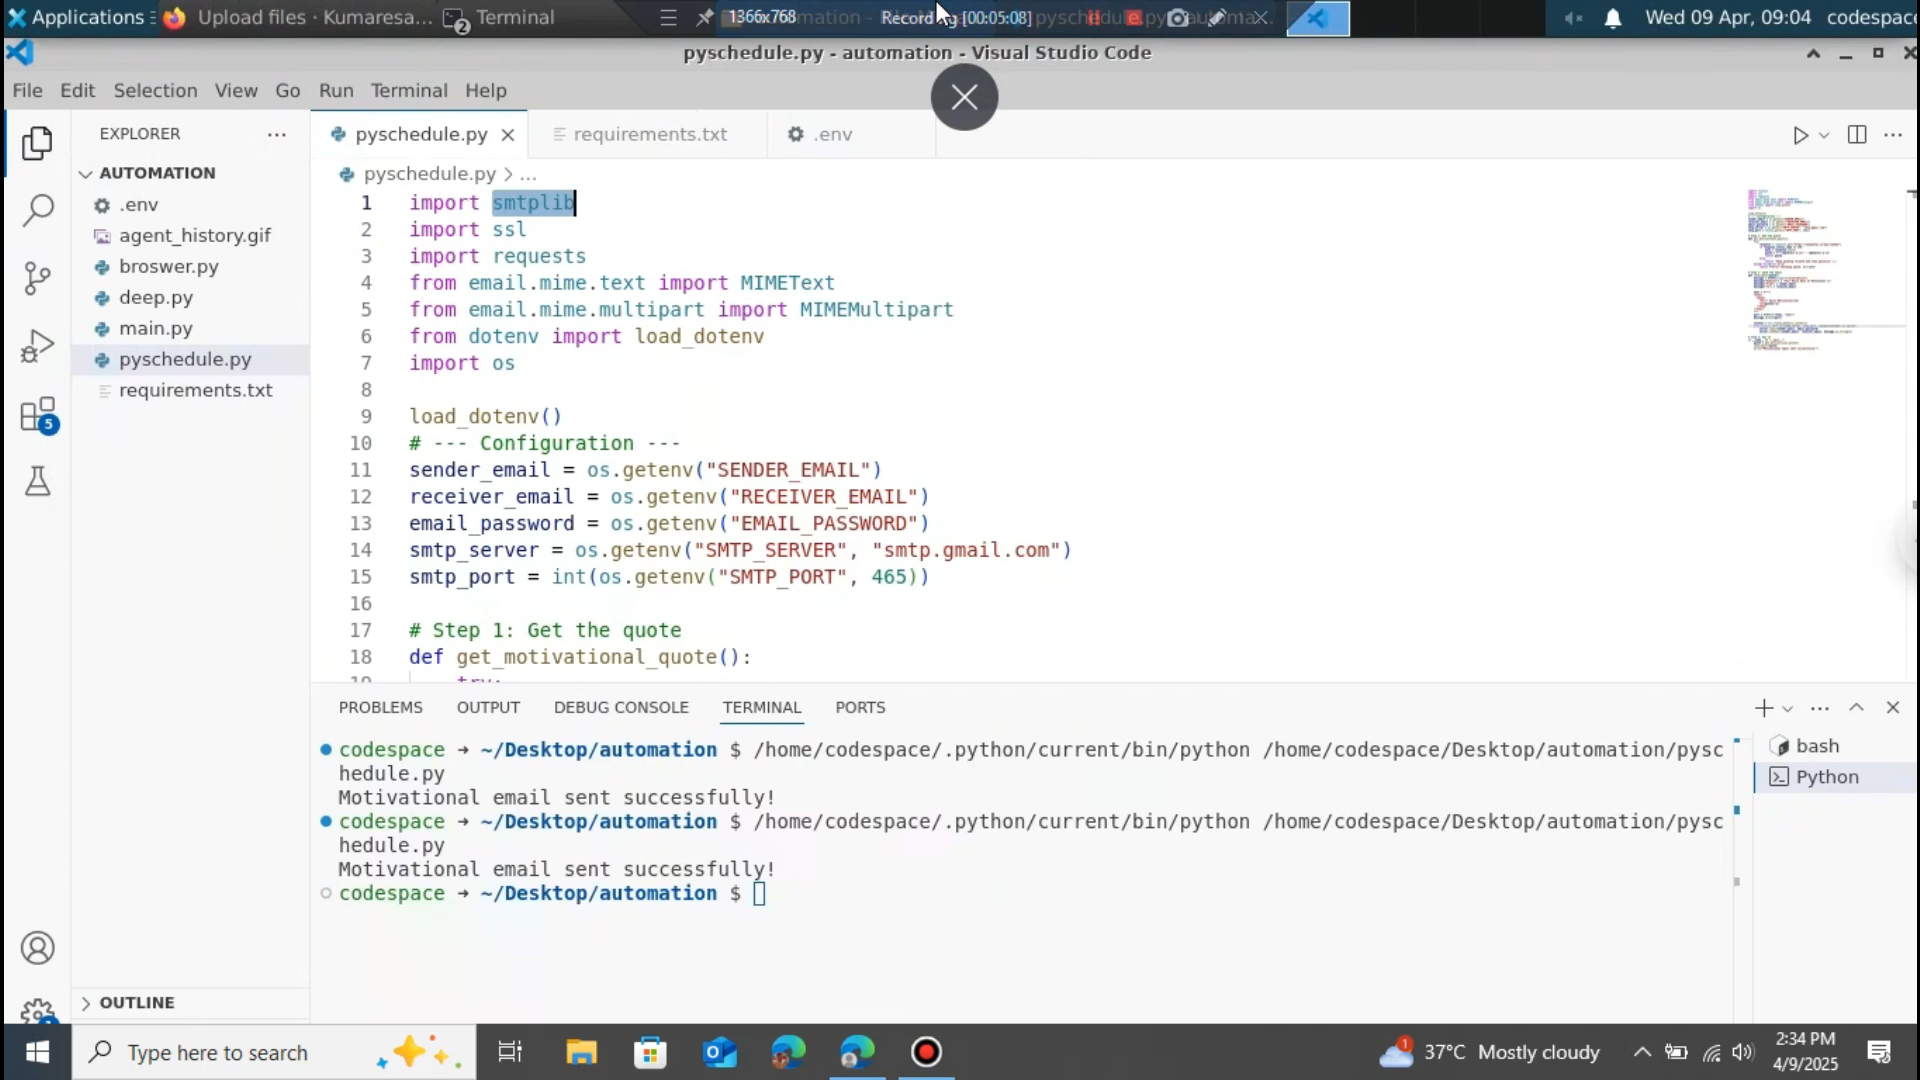 Applications
Upload files · Kumaresa...
2
Terminal
1366x768
Recording [00:05:08]
Wed 09 Apr, 09:04
codespace
pyschedule.py - automation - Visual Studio Code
File Edit Selection View Go Run Terminal Help
EXPLORER
pyschedule.py
requirements.txt
.env
AUTOMATION
.env
agent_history.gif
broswer.py
deep.py
main.py
pyschedule.py
requirements.txt
5
OUTLINE
pyschedule.py > ...
1 import smtplib
2 import ssl
3 import requests
4 from email.mime.text import MIMEText
5 from email.mime.multipart import MIMEMultipart
6 from dotenv import load_dotenv
7 import os
8
9 load_dotenv()
10 # --- Configuration ---
11 sender_email = os.getenv("SENDER_EMAIL")
12 receiver_email = os.getenv("RECEIVER_EMAIL")
13 email_password = os.getenv("EMAIL_PASSWORD")
14 smtp_server = os.getenv("SMTP_SERVER", "smtp.gmail.com")
15 smtp_port = int(os.getenv("SMTP_PORT", 465))
16
17 # Step 1: Get the quote
18 def get_motivational_quote():
19 try:
PROBLEMS OUTPUT DEBUG CONSOLE TERMINAL PORTS
codespace → ~/Desktop/automation $ /home/codespace/.python/current/bin/python /home/codespace/Desktop/automation/pysc
hedule.py
Motivational email sent successfully!
codespace → ~/Desktop/automation $ /home/codespace/.python/current/bin/python /home/codespace/Desktop/automation/pysc
hedule.py
Motivational email sent successfully!
codespace → ~/Desktop/automation $
bash
Python
Type here to search
1
37°C Mostly cloudy
2:34 PM
4/9/2025